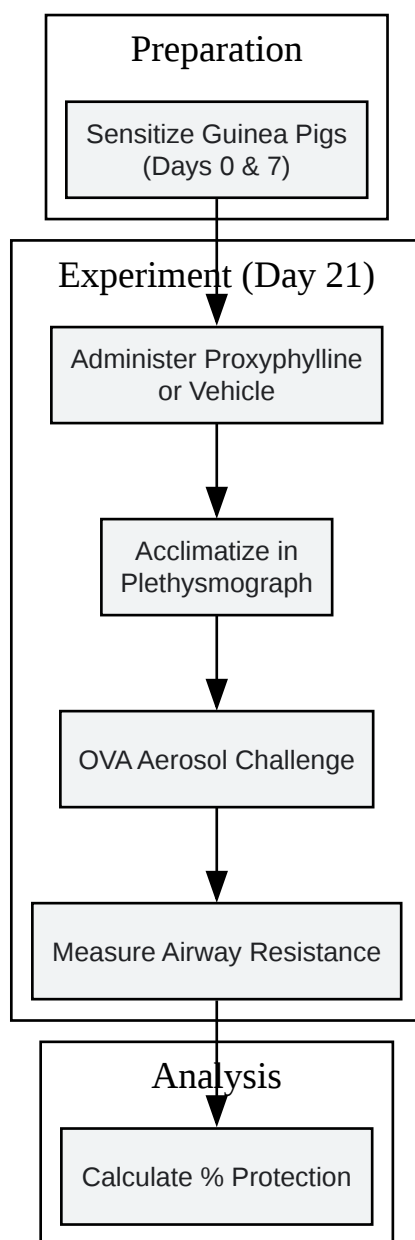 Preparation
Sensitize Guinea Pigs
(Days 0 & 7)
Experiment (Day 21)
Administer Proxyphylline
or Vehicle
Acclimatize in
Plethysmograph
OVA Aerosol Challenge
Measure Airway Resistance
Analysis
Calculate % Protection